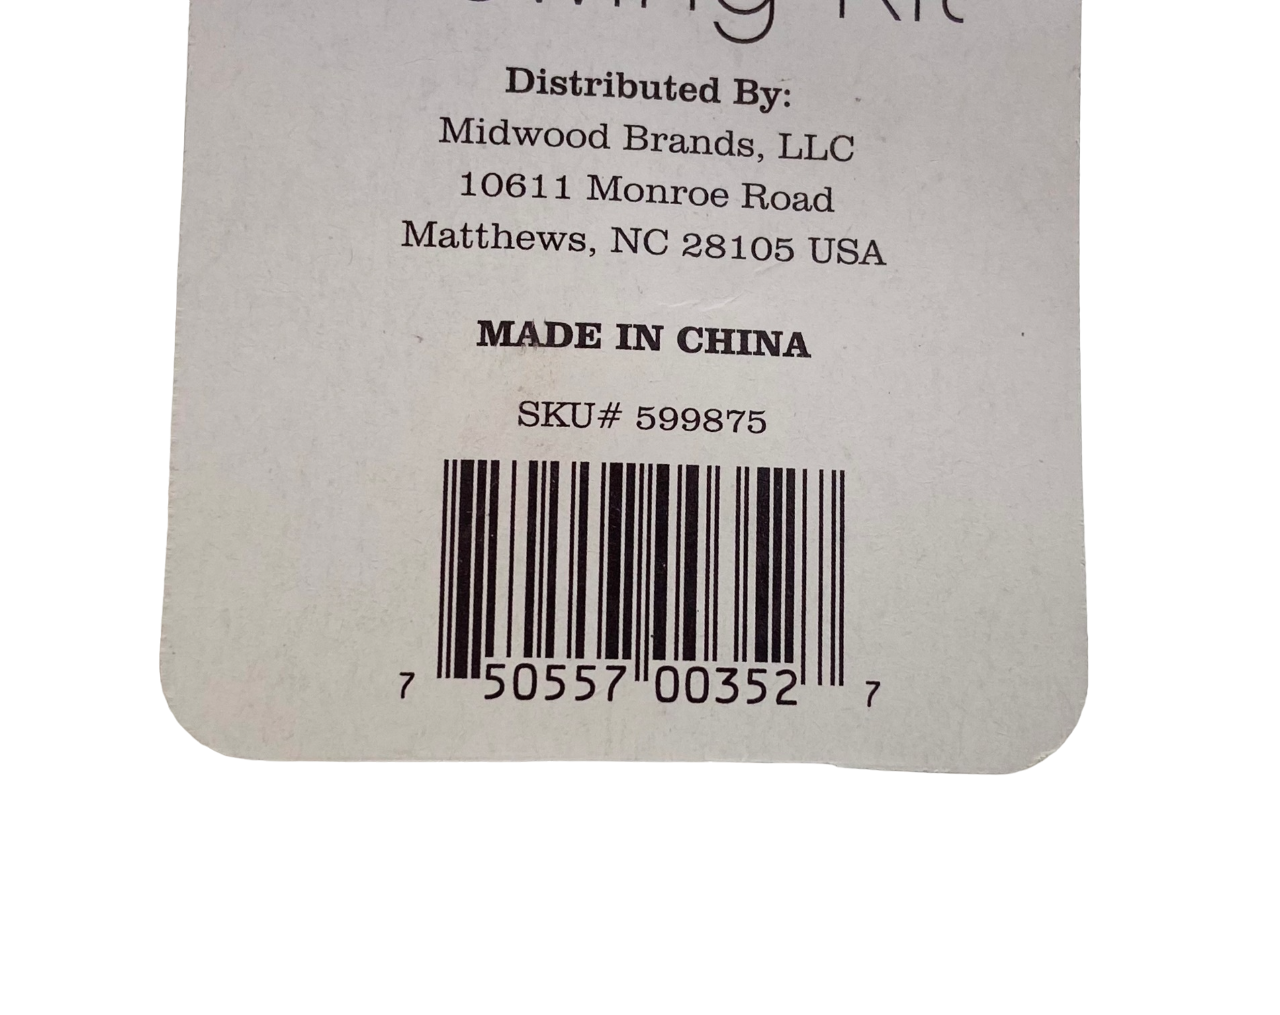 Kit
Distributed By:
Midwood Brands, LLC
10611 Monroe Road
Matthews, NC 28105 USA
MADE IN CHINA
SKU# 599875
7 50557 00352 7